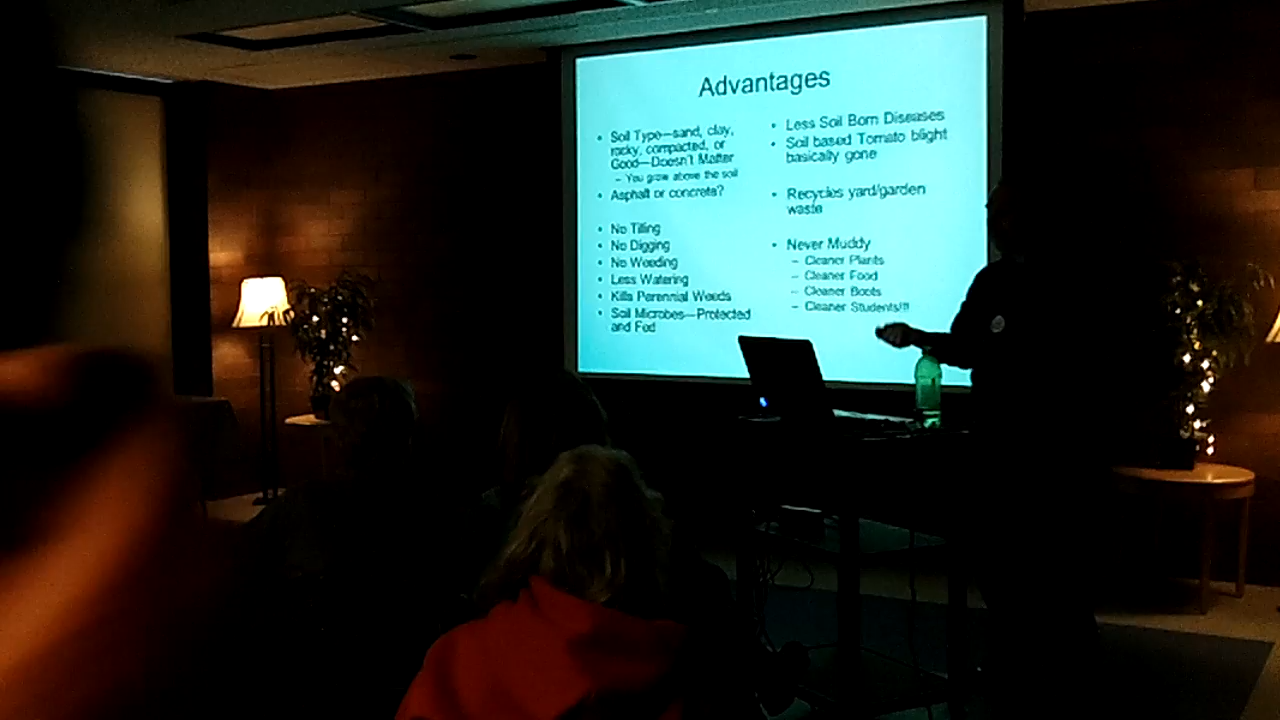 Advantages
• Soil Type—sand, clay,
rocky, compacted, or
Good—Doesn't Matter
– You grow above the soil
• Asphalt or concrete?
• No Tilling
• No Digging
• No Weeding
• Less Watering
• Kills Perennial Weeds
• Soil Microbes—Protected
and Fed
• Less Soil Born Diseases
• Soil based Tomato blight
basically gone
• Recycles yard/garden
waste
• Never Muddy
– Cleaner Plants
– Cleaner Food
– Cleaner Boots
– Cleaner Students!!!